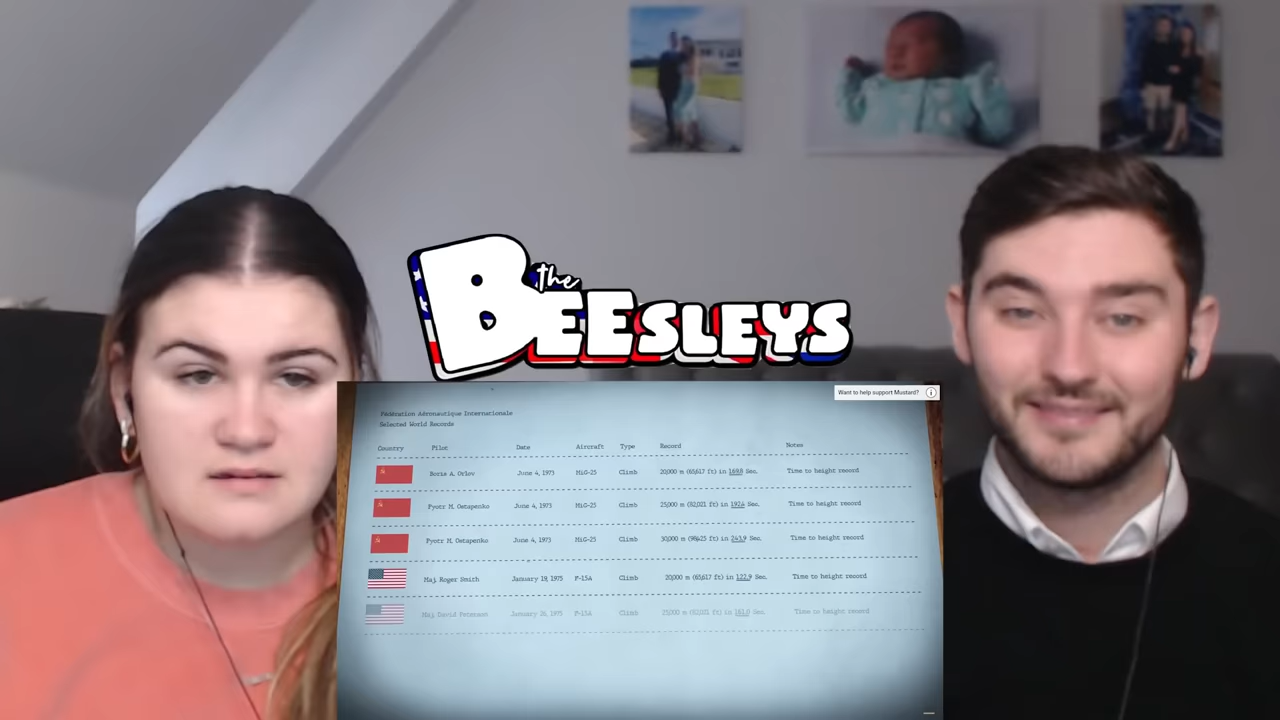 the
BEESLEYS
Want to help support Mustard?
Fédération Aéronautique Internationale
Selected World Records
Country Pilot Date Aircraft Type Record Notes
Boris A. Orlov June 4, 1973 MiG-25 Climb 20,000 m (65,617 ft) in 169.8 Sec. Time to height record
Pyotr M. Ostapenko June 4, 1973 MiG-25 Climb 25,000 m (82,021 ft) in 192.6 Sec. Time to height record
Pyotr M. Ostapenko June 4, 1973 MiG-25 Climb 30,000 m (98,425 ft) in 243.9 Sec. Time to height record
Maj. Roger Smith January 19, 1975 F-15A Climb 20,000 m (65,617 ft) in 122.9 Sec. Time to height record
Maj. David Peterson January 26, 1975 F-15A Climb 25,000 m (82,021 ft) in 161.0 Sec. Time to height record